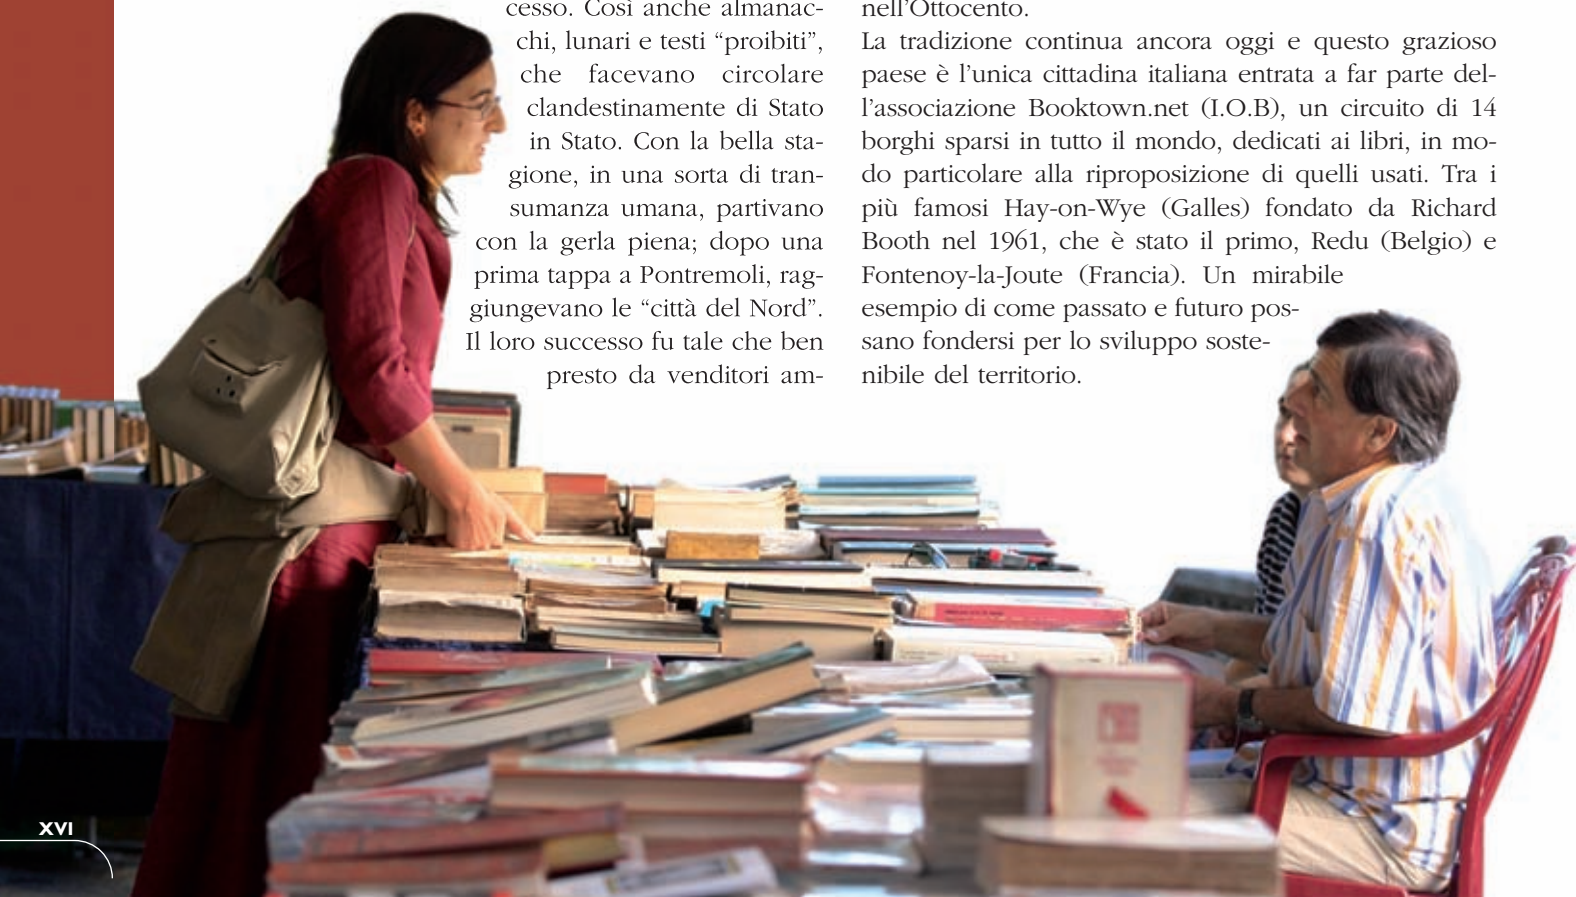 cesso. Così anche almanac-
chi, lunari e testi “proibiti”,
che facevano circolare
clandestinamente di Stato
in Stato. Con la bella sta-
gione, in una sorta di tran-
sumanza umana, partivano
con la gerla piena; dopo una
prima tappa a Pontremoli, rag-
giungevano le “città del Nord”.
Il loro successo fu tale che ben
presto da venditori am-
nell’Ottocento.
La tradizione continua ancora oggi e questo grazioso
paese è l’unica cittadina italiana entrata a far parte del-
l’associazione Booktown.net (I.O.B), un circuito di 14
borghi sparsi in tutto il mondo, dedicati ai libri, in mo-
do particolare alla riproposizione di quelli usati. Tra i
più famosi Hay-on-Wye (Galles) fondato da Richard
Booth nel 1961, che è stato il primo, Redu (Belgio) e
Fontenoy-la-Joute (Francia). Un mirabile
esempio di come passato e futuro pos-
sano fondersi per lo sviluppo soste-
nibile del territorio.
XVI